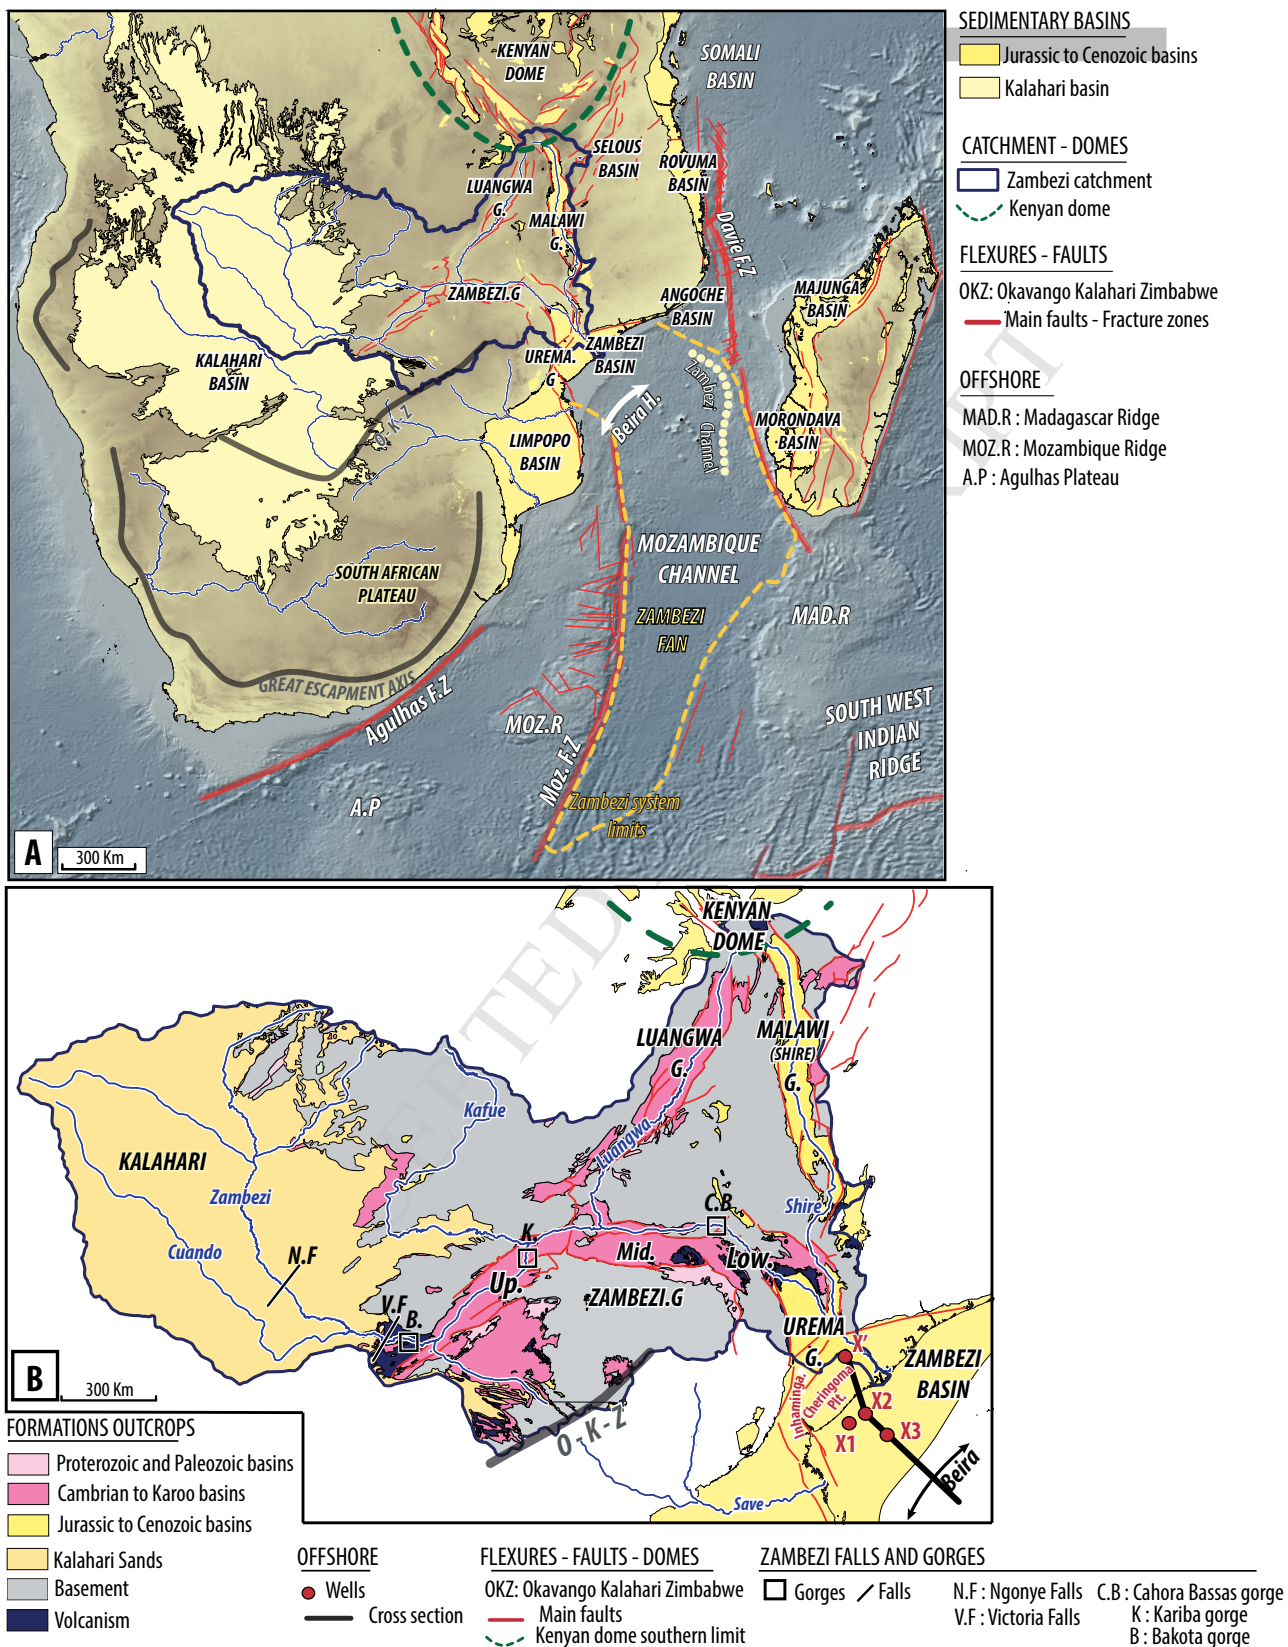 SEDIMENTARY BASINS
Jurassic to Cenozoic basins
Kalahari basin
CATCHMENT - DOMES
Zambezi catchment
Kenyan dome
FLEXURES - FAULTS
OKZ: Okavango Kalahari Zimbabwe
Main faults - Fracture zones
OFFSHORE
MAD.R : Madagascar Ridge
MOZ.R : Mozambique Ridge
A.P : Agulhas Plateau
KENYAN
DOME
SOMALI
BASIN
SELOUS
BASIN
ROVUMA
BASIN
LUANGWA
G.
MALAWI
G.
Davie F.Z
ZAMBEZI.G
ANGOCHE
BASIN
MAJUNGA
BASIN
KALAHARI
BASIN
UREMA.
G
ZAMBEZI
BASIN
Zambezi Channel
Beira H.
O-K-Z
LIMPOPO
BASIN
MORONDAVA
BASIN
MOZAMBIQUE
CHANNEL
SOUTH AFRICAN
PLATEAU
ZAMBEZI
FAN
MAD.R
GREAT ESCAPMENT AXIS
Agulhas F.Z
MOZ.R
Moz. F.Z
SOUTH WEST
INDIAN
RIDGE
A.P
Zambezi system
limits
A
300 Km
ACCEPTED
KENYAN
DOME
LUANGWA
G.
MALAWI
(SHIRE)
G.
Kafue
Luangwa
KALAHARI
Zambezi
Cuando
N.F
V.F
B.
K.
C.B
Shire
Up.
Mid.
Low.
ZAMBEZI.G
UREMA
G.
X'
ZAMBEZI
BASIN
Inhaminga.
Cheringoma
Plt.
X2
X1
X3
O-K-Z
Beira
Save
B
300 Km
FORMATIONS OUTCROPS
Proterozoic and Paleozoic basins
Cambrian to Karoo basins
Jurassic to Cenozoic basins
Kalahari Sands
Basement
Volcanism
OFFSHORE
Wells
Cross section
FLEXURES - FAULTS - DOMES
OKZ: Okavango Kalahari Zimbabwe
Main faults
Kenyan dome southern limit
ZAMBEZI FALLS AND GORGES
Gorges
Falls
N.F : Ngonye Falls
V.F : Victoria Falls
C.B : Cahora Bassas gorge
K : Kariba gorge
B : Bakota gorge